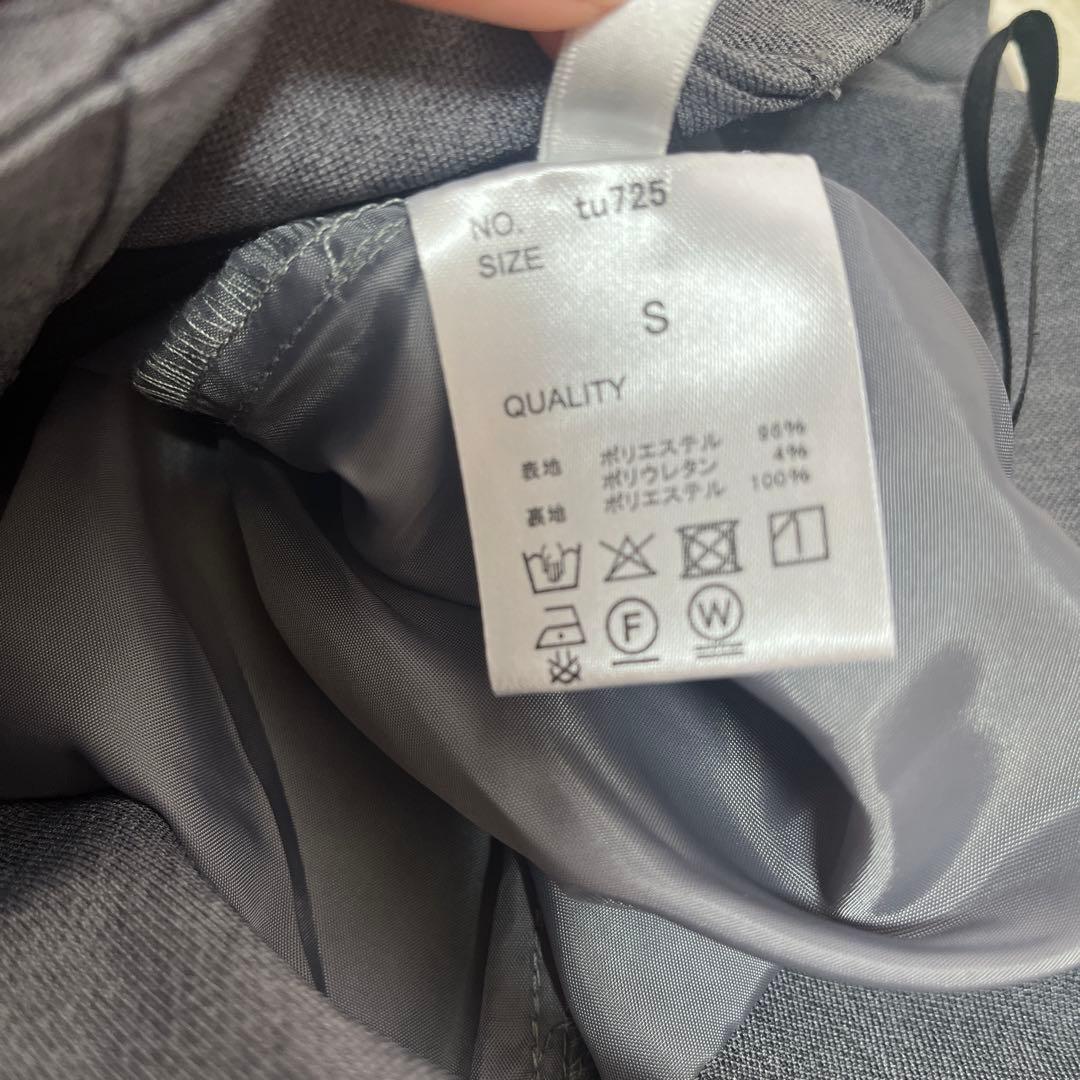 NO. tu725
SIZE
S
QUALITY
表地 ポリエステル 96%
ポリウレタン 4%
裏地 ポリエステル 100%
F W